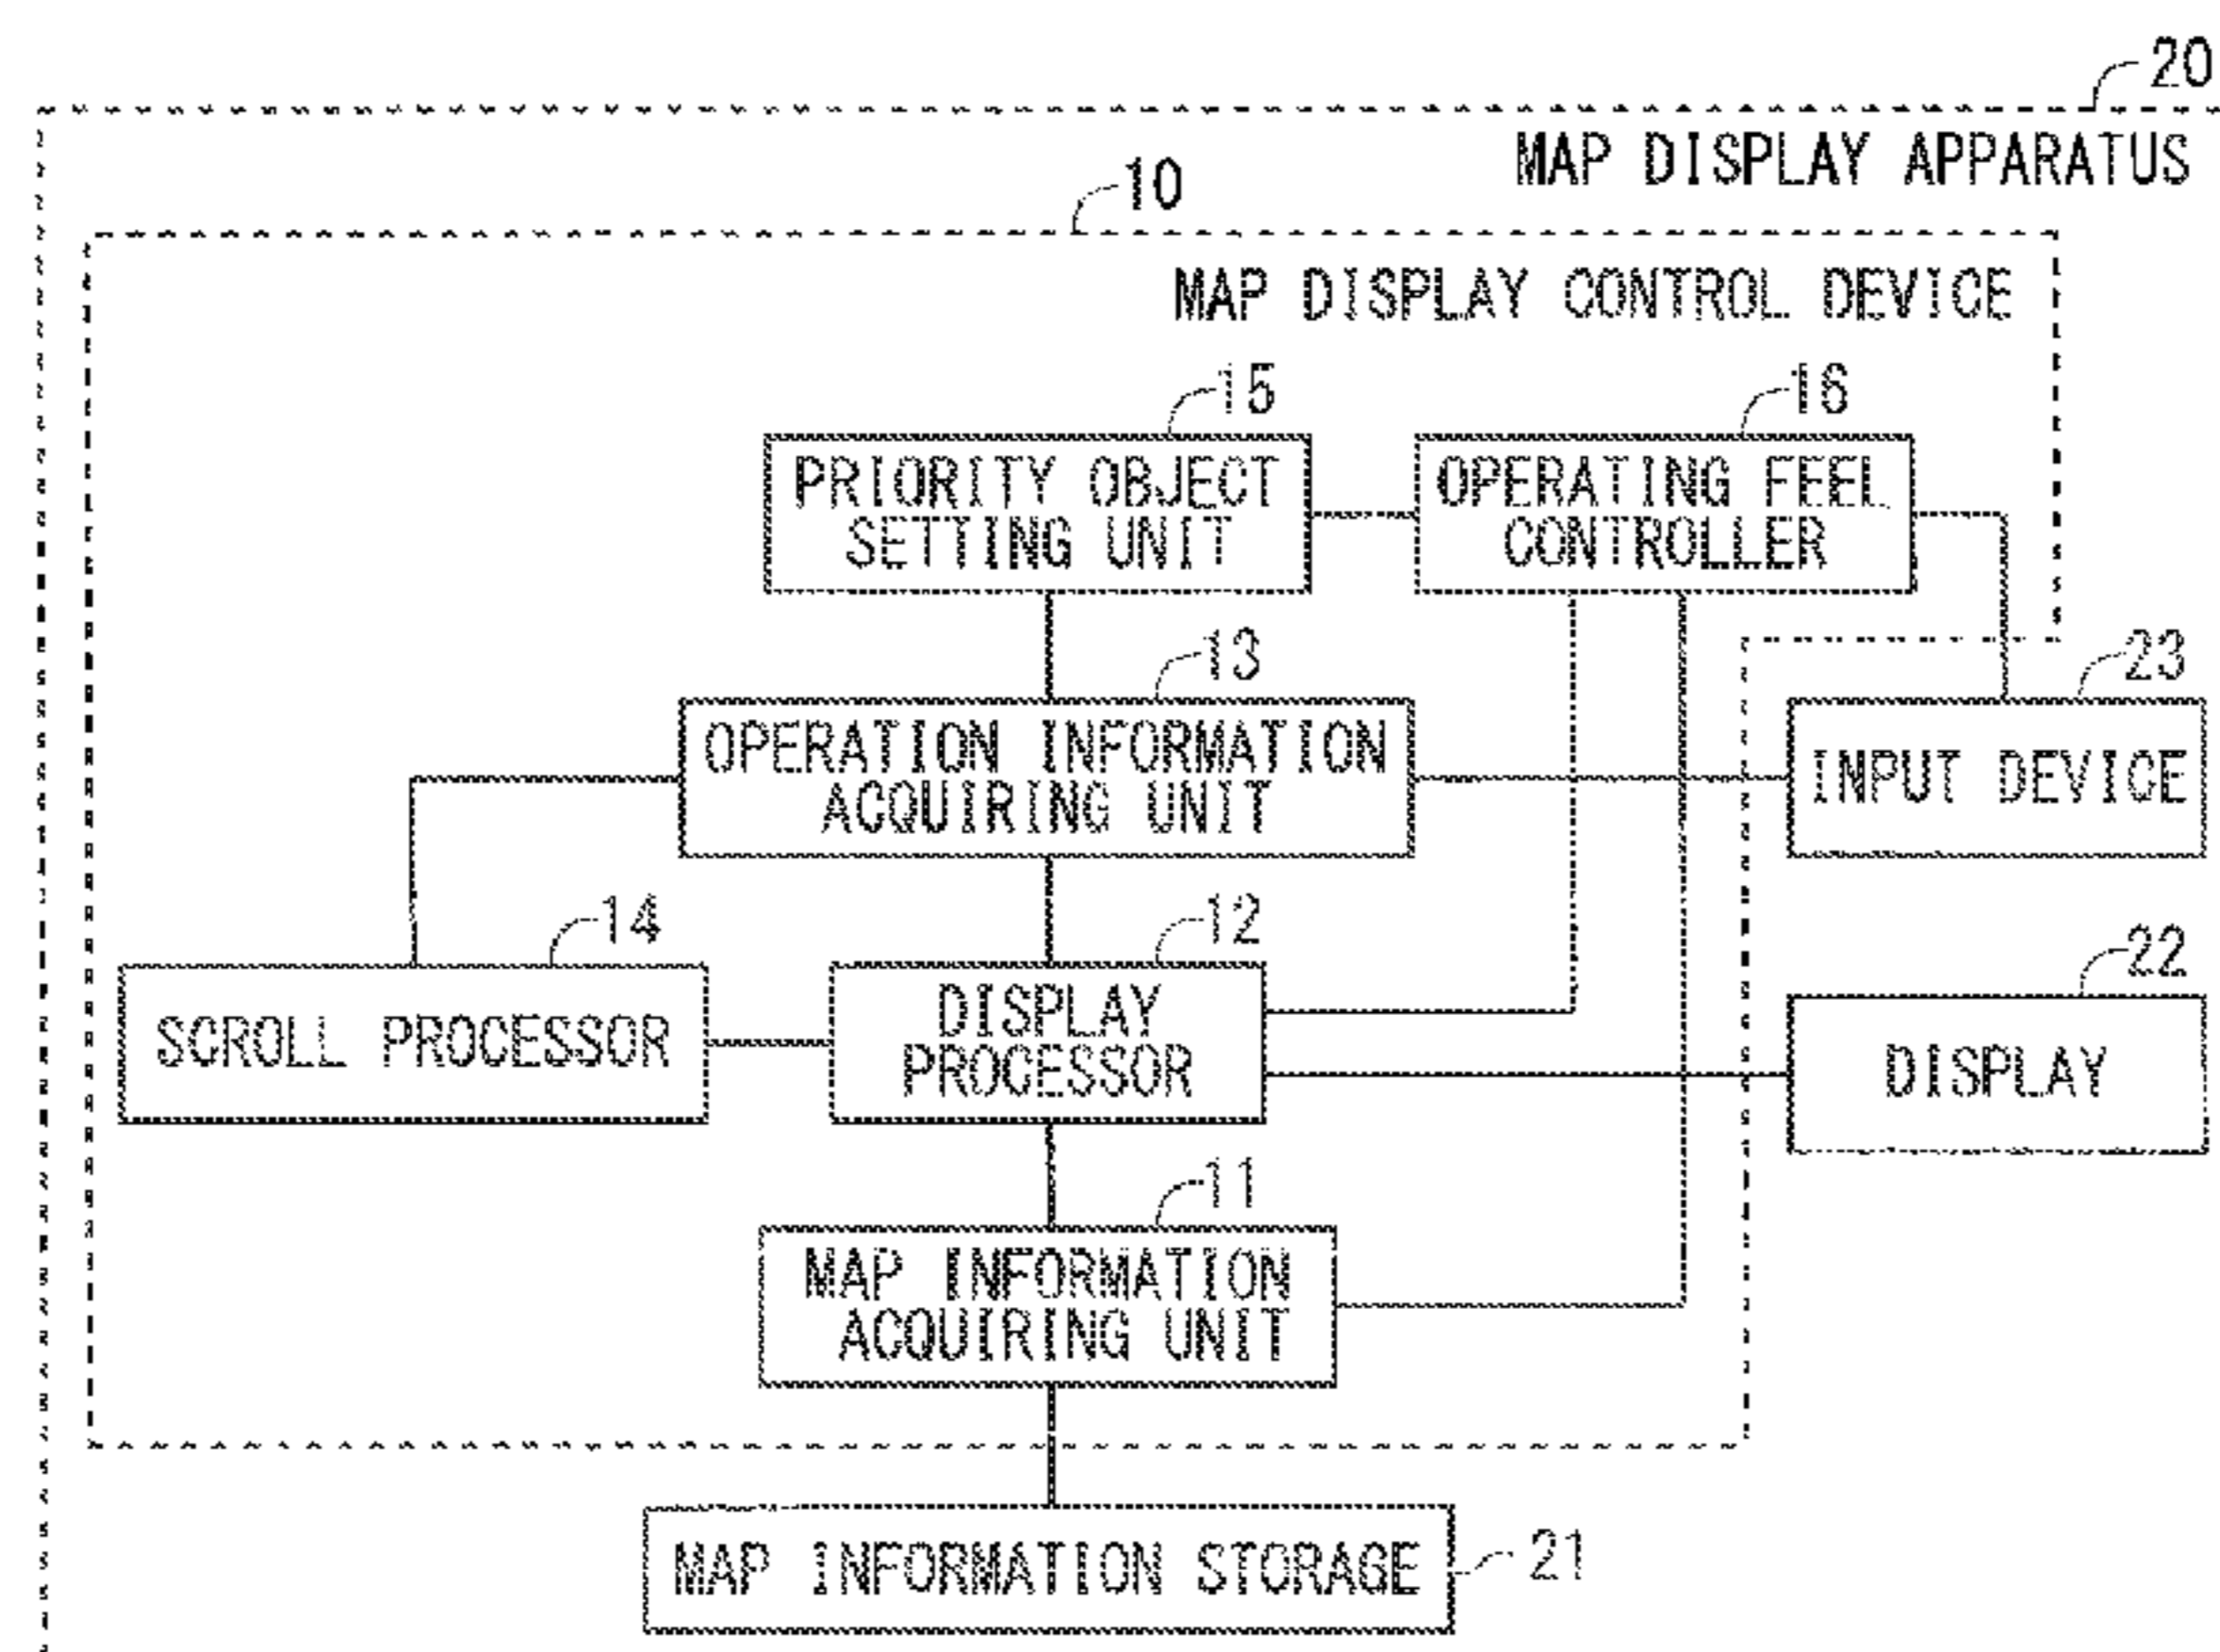 20
MAP DISPLAY APPARATUS
10
MAP DISPLAY CONTROL DEVICE
15
16
PRIORITY OBJECT
SETTING UNIT
OPERATING FEEL
CONTROLLER
13
23
OPERATION INFORMATION
ACQUIRING UNIT
INPUT DEVICE
14
12
22
SCROLL PROCESSOR
DISPLAY
PROCESSOR
DISPLAY
11
MAP INFORMATION
ACQUIRING UNIT
MAP INFORMATION STORAGE
21